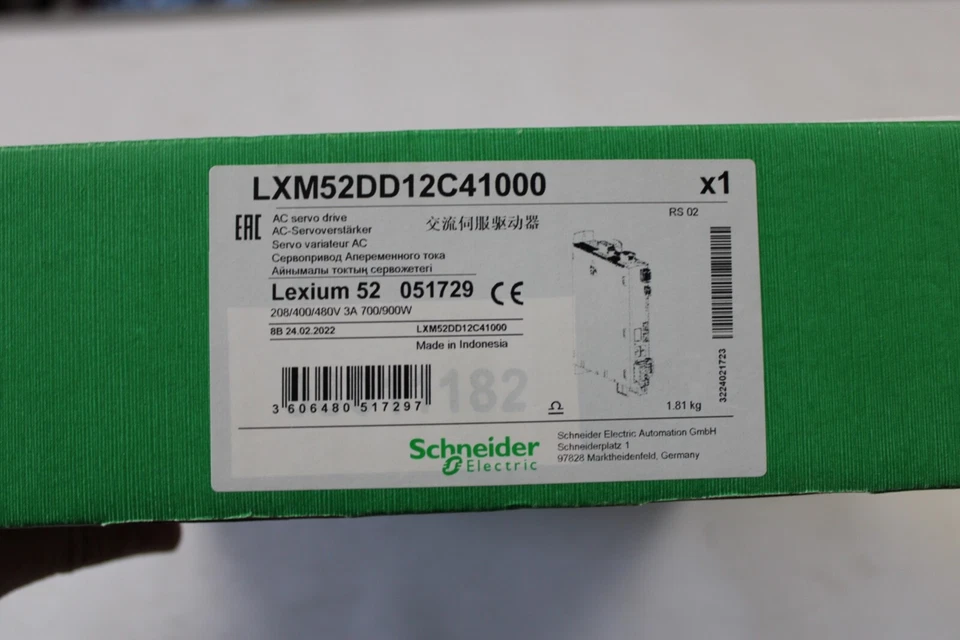 LXM52DD12C41000
x1
RS 02
EAC
AC servo drive
AC-Servoverstärker
Servo variateur AC
Сервопривод Апеременного тока
Айнымалы токтың сервожетегі
交流伺服驱动器
Lexium 52 051729 CE
208/400/480V 3A 700/900W
8B 24.02.2022 LXM52DD12C41000
Made in Indonesia
3 606480 517297
182
3224021723
1.81 kg
Schneider
Electric
Schneider Electric Automation GmbH
Schneiderplatz 1
97828 Marktheidenfeld, Germany